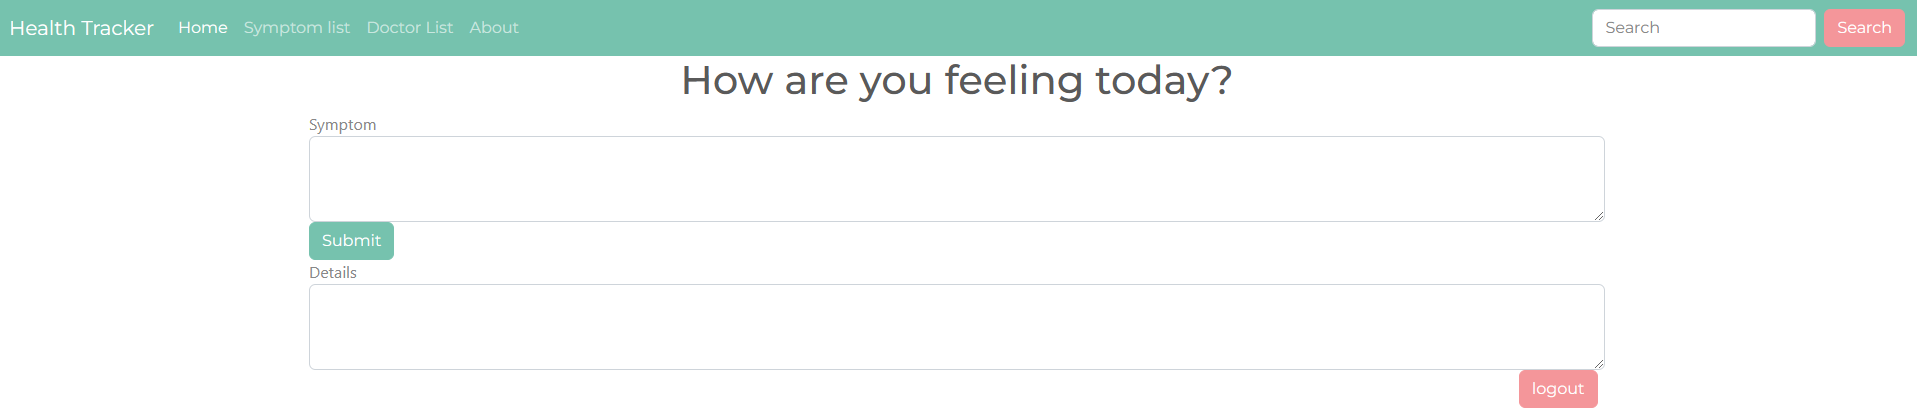 Health Tracker Home Symptom list Doctor List About Search Search
How are you feeling today?
Symptom
Submit
Details
logout